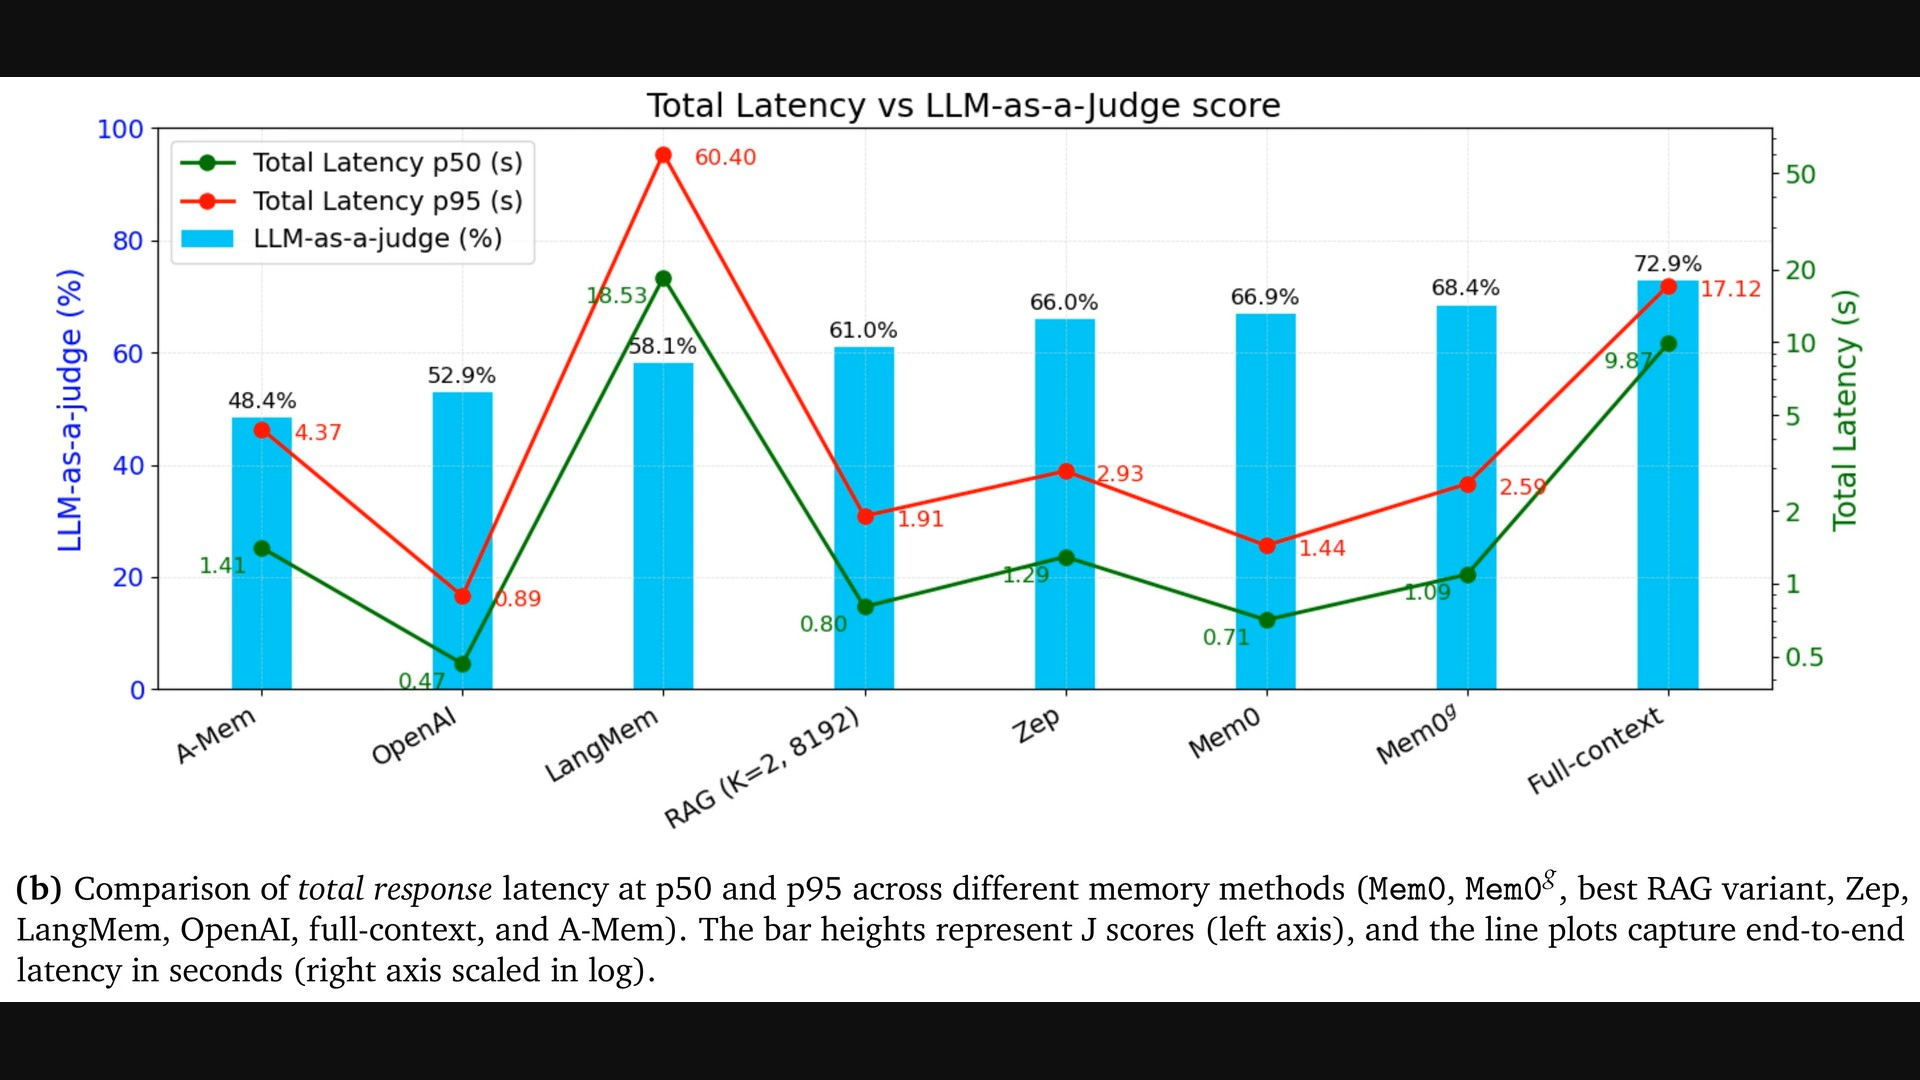 Total Latency vs LLM-as-a-Judge score
100
80
60
40
20
0
LLM-as-a-judge (%)
Total Latency p50 (s)
Total Latency p95 (s)
LLM-as-a-judge (%)
48.4%
4.37
1.41
52.9%
0.89
0.47
60.40
18.53
58.1%
61.0%
1.91
0.80
66.0%
2.93
1.29
66.9%
1.44
0.71
68.4%
2.59
1.09
72.9%
17.12
9.87
50
20
10
5
2
1
0.5
Total Latency (s)
A-Mem
OpenAI
LangMem
RAG (K=2, 8192)
Zep
Mem0
Mem0ᵍ
Full-context
(b) Comparison of total response latency at p50 and p95 across different memory methods (Mem0, Mem0ᵍ, best RAG variant, Zep,
LangMem, OpenAI, full-context, and A-Mem). The bar heights represent J scores (left axis), and the line plots capture end-to-end
latency in seconds (right axis scaled in log).